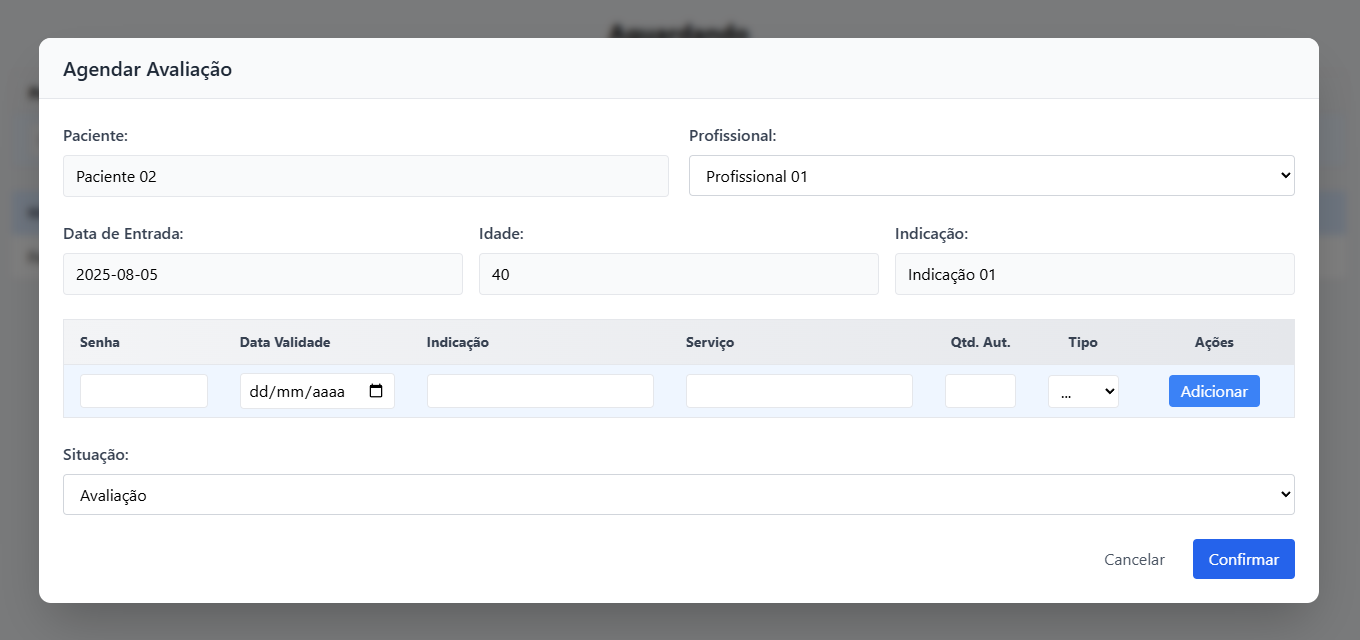 Aguardando
Agendar Avaliação
Paciente: Profissional:
Paciente 02 Profissional 01
Data de Entrada: Idade: Indicação:
2025-08-05 40 Indicação 01
Senha Data Validade Indicação Serviço Qtd. Aut. Tipo Ações
dd/mm/aaaa ... Adicionar
Situação:
Avaliação
Cancelar Confirmar